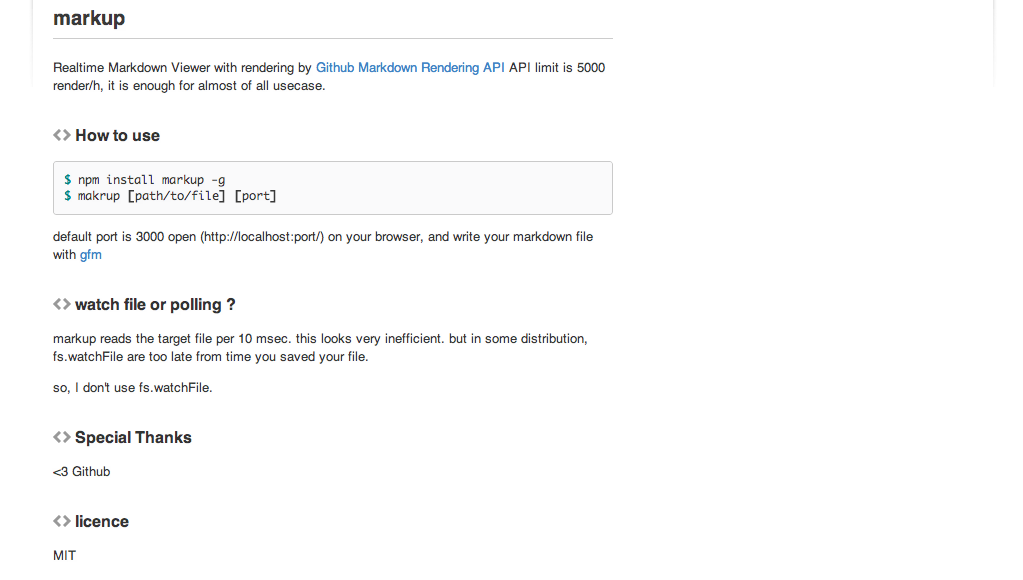 markup
Realtime Markdown Viewer with rendering by Github Markdown Rendering API API limit is 5000
render/h, it is enough for almost of all usecase.
<> How to use
$ npm install markup -g
$ makrup [path/to/file] [port]
default port is 3000 open (http://localhost:port/) on your browser, and write your markdown file
with gfm
<> watch file or polling ?
markup reads the target file per 10 msec. this looks very inefficient. but in some distribution,
fs.watchFile are too late from time you saved your file.
so, I don't use fs.watchFile.
<> Special Thanks
<3 Github
<> licence
MIT